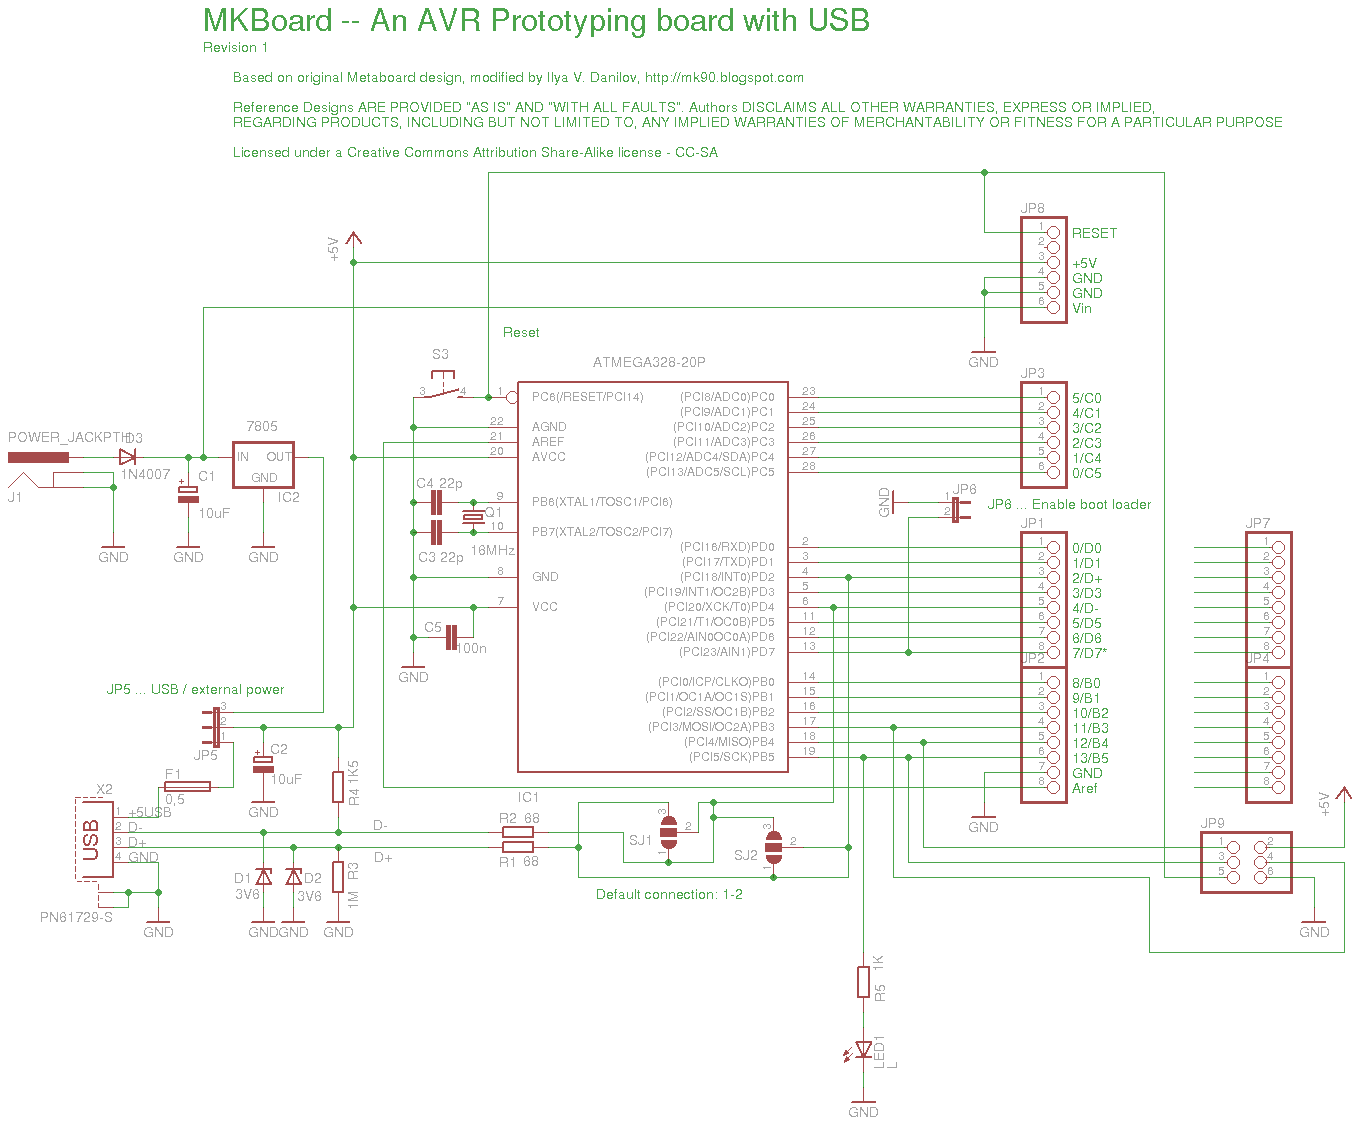 MKBoard -- An AVR Prototyping board with USB
Revision 1
Based on original Metaboard design, modified by Ilya V. Danilov, http://mk90.blogspot.com
Reference Designs ARE PROVIDED "AS IS" AND "WITH ALL FAULTS". Authors DISCLAIMS ALL OTHER WARRANTIES, EXPRESS OR IMPLIED,
REGARDING PRODUCTS, INCLUDING BUT NOT LIMITED TO, ANY IMPLIED WARRANTIES OF MERCHANTABILITY OR FITNESS FOR A PARTICULAR PURPOSE
Licensed under a Creative Commons Attribution Share-Alike license - CC-SA
+5V
JP8
1 RESET
2
3 +5V
4 GND
5 GND
6 Vin
GND
Reset
S3
3 4
ATMEGA328-20P
1 PC6(/RESET/PCI14)
22 AGND
21 AREF
20 AVCC
9 PB6(XTAL1/TOSC1/PCI6)
10 PB7(XTAL2/TOSC2/PCI7)
8 GND
7 VCC
(PCI8/ADC0)PC0 23
(PCI9/ADC1)PC1 24
(PCI10/ADC2)PC2 25
(PCI11/ADC3)PC3 26
(PCI12/ADC4/SDA)PC4 27
(PCI13/ADC5/SCL)PC5 28
(PCI16/RXD)PD0 2
(PCI17/TXD)PD1 3
(PCI18/INT0)PD2 4
(PCI19/INT1/OC2B)PD3 5
(PCI20/XCK/T0)PD4 6
(PCI21/T1/OC0B)PD5 11
(PCI22/AIN0OC0A)PD6 12
(PCI23/AIN1)PD7 13
(PCI0/ICP/CLKO)PB0 14
(PCI1/OC1A/OC1S)PB1 15
(PCI2/SS/OC1B)PB2 16
(PCI3/MOSI/OC2A)PB3 17
(PCI4/MISO)PB4 18
(PCI5/SCK)PB5 19
IC1
JP3
1 5/C0
2 4/C1
3 3/C2
4 2/C3
5 1/C4
6 0/C5
GND
JP6
1
2
JP6 ... Enable boot loader
JP1
1 0/D0
2 1/D1
3 2/D+
4 3/D3
5 4/D-
6 5/D5
7 6/D6
8 7/D7*
JP2
1 8/B0
2 9/B1
3 10/B2
4 11/B3
5 12/B4
6 13/B5
7 GND
8 Aref
GND
JP7
1
2
3
4
5
6
7
8
JP4
1
2
3
4
5
6
7
8
POWER_JACKPTH
J1
D3
1N4007
GND
C1
+
10uF
GND
7805
IN OUT
GND
IC2
GND
C4 22p
C3 22p
Q1
16MHz
C5
100n
GND
JP5 ... USB / external power
3
2
1
JP5
F1
0,5
C2
+
10uF
GND
R4 1K5
X2
USB
1 +5USB
2 D-
3 D+
4 GND
PN61729-S
GND
D-
D+
D1
3V6
GND
D2
3V6
GND
R3
1M
GND
R2 68
R1 68
SJ1
1
2
3
SJ2
1
2
3
Default connection: 1-2
JP9
1 2
3 4
5 6
+5V
GND
R5 1K
LED1
L
GND